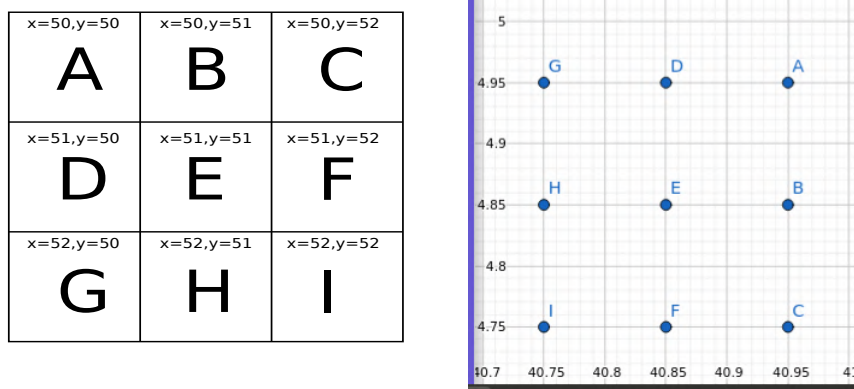 x=50,y=50 x=50,y=51 x=50,y=52
A B C
x=51,y=50 x=51,y=51 x=51,y=52
D E F
x=52,y=50 x=52,y=51 x=52,y=52
G H I
5
G D A
4.95
4.9
H E B
4.85
4.8
I F C
4.75
40.75 40.8 40.85 40.9 40.95